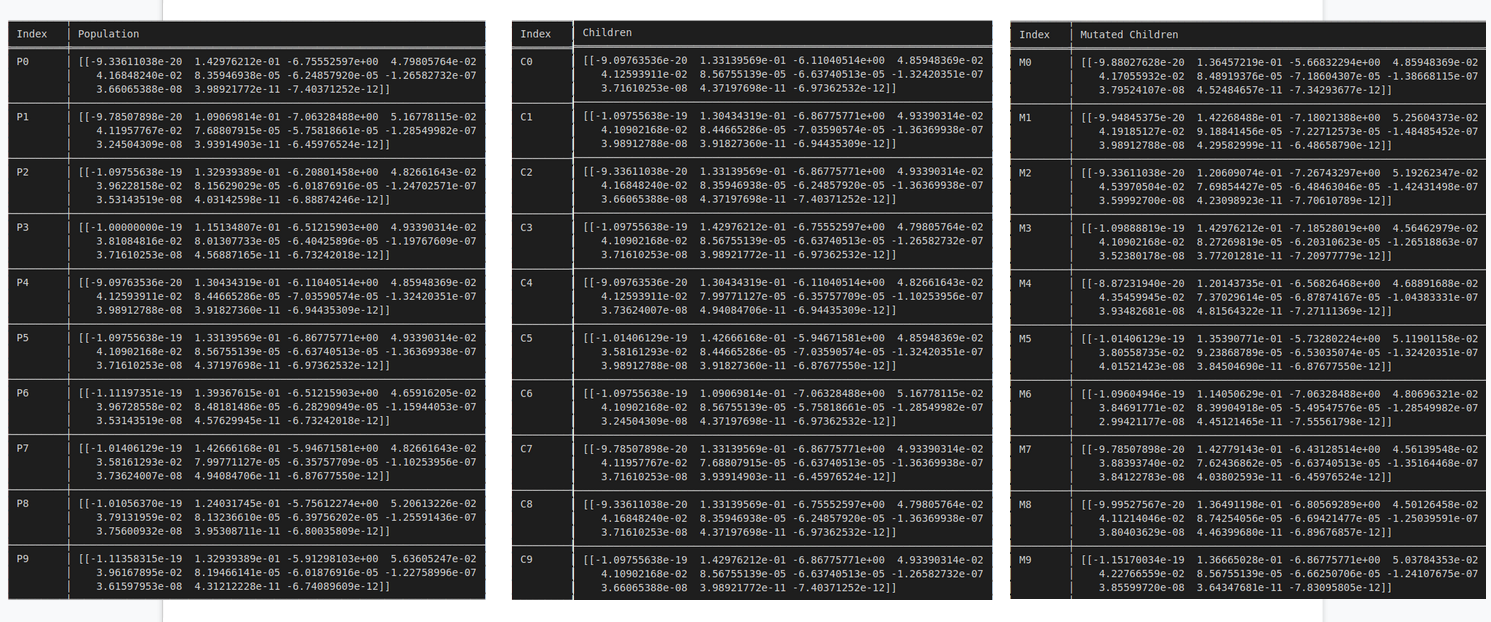 Index Population
P0 [[-9.33611038e-20 1.42976212e-01 -6.75552597e+00 4.79805764e-02
4.16848240e-02 8.35946938e-05 -6.24857920e-05 -1.26582732e-07
3.66065388e-08 3.98921772e-11 -7.40371252e-12]]
P1 [[-9.78507898e-20 1.09069814e-01 -7.06328488e+00 5.16778115e-02
4.11957767e-02 7.68807915e-05 -5.75818661e-05 -1.28549982e-07
3.24504309e-08 3.93914903e-11 -6.45976524e-12]]
P2 [[-1.09755638e-19 1.32939389e-01 -6.20801458e+00 4.82661643e-02
3.96228158e-02 8.15629029e-05 -6.01876916e-05 -1.24702571e-07
3.53143519e-08 4.03142598e-11 -6.88874246e-12]]
P3 [[-1.00000000e-19 1.15134807e-01 -6.51215903e+00 4.93390314e-02
3.81084816e-02 8.01307733e-05 -6.40425896e-05 -1.19767609e-07
3.71610253e-08 4.56887165e-11 -6.73242018e-12]]
P4 [[-9.09763536e-20 1.30434319e-01 -6.11040514e+00 4.85948369e-02
4.12593911e-02 8.44665286e-05 -7.03590574e-05 -1.32420351e-07
3.98912788e-08 3.91827360e-11 -6.94435309e-12]]
P5 [[-1.09755638e-19 1.33139569e-01 -6.86775771e+00 4.93390314e-02
4.10902168e-02 8.56755139e-05 -6.63740513e-05 -1.36369938e-07
3.71610253e-08 4.37197698e-11 -6.97362532e-12]]
P6 [[-1.11197351e-19 1.39367615e-01 -6.51215903e+00 4.65916205e-02
3.96728558e-02 8.48181486e-05 -6.28290949e-05 -1.15944053e-07
3.53143519e-08 4.57629945e-11 -6.73242018e-12]]
P7 [[-1.01406129e-19 1.42666168e-01 -5.94671581e+00 4.82661643e-02
3.58161293e-02 7.99771127e-05 -6.35757709e-05 -1.10253956e-07
3.73624007e-08 4.94084706e-11 -6.87677550e-12]]
P8 [[-1.01056370e-19 1.24031745e-01 -5.75612274e+00 5.20613226e-02
3.79131959e-02 8.13236610e-05 -6.39756202e-05 -1.25591436e-07
3.75600932e-08 3.95308711e-11 -6.80035809e-12]]
P9 [[-1.11358315e-19 1.32939389e-01 -5.91298103e+00 5.63605247e-02
3.96167895e-02 8.19466141e-05 -6.01876916e-05 -1.22758996e-07
3.61597953e-08 4.31212228e-11 -6.74089609e-12]]
Index Children
C0 [[-9.09763536e-20 1.33139569e-01 -6.11040514e+00 4.85948369e-02
4.12593911e-02 8.56755139e-05 -6.63740513e-05 -1.32420351e-07
3.71610253e-08 4.37197698e-11 -6.97362532e-12]]
C1 [[-1.09755638e-19 1.30434319e-01 -6.86775771e+00 4.93390314e-02
4.10902168e-02 8.44665286e-05 -7.03590574e-05 -1.36369938e-07
3.98912788e-08 3.91827360e-11 -6.94435309e-12]]
C2 [[-9.33611038e-20 1.33139569e-01 -6.86775771e+00 4.93390314e-02
4.16848240e-02 8.35946938e-05 -6.24857920e-05 -1.36369938e-07
3.66065388e-08 4.37197698e-11 -7.40371252e-12]]
C3 [[-1.09755638e-19 1.42976212e-01 -6.75552597e+00 4.79805764e-02
4.10902168e-02 8.56755139e-05 -6.63740513e-05 -1.26582732e-07
3.71610253e-08 3.98921772e-11 -6.97362532e-12]]
C4 [[-9.09763536e-20 1.30434319e-01 -6.11040514e+00 4.82661643e-02
4.12593911e-02 7.99771127e-05 -6.35757709e-05 -1.10253956e-07
3.73624007e-08 4.94084706e-11 -6.94435309e-12]]
C5 [[-1.01406129e-19 1.42666168e-01 -5.94671581e+00 4.85948369e-02
3.58161293e-02 8.44665286e-05 -7.03590574e-05 -1.32420351e-07
3.98912788e-08 3.91827360e-11 -6.87677550e-12]]
C6 [[-1.09755638e-19 1.09069814e-01 -7.06328488e+00 5.16778115e-02
4.10902168e-02 8.56755139e-05 -5.75818661e-05 -1.28549982e-07
3.24504309e-08 4.37197698e-11 -6.97362532e-12]]
C7 [[-9.78507898e-20 1.33139569e-01 -6.86775771e+00 4.93390314e-02
4.11957767e-02 7.68807915e-05 -6.63740513e-05 -1.36369938e-07
3.71610253e-08 3.93914903e-11 -6.45976524e-12]]
C8 [[-9.33611038e-20 1.33139569e-01 -6.75552597e+00 4.79805764e-02
4.16848240e-02 8.35946938e-05 -6.24857920e-05 -1.36369938e-07
3.71610253e-08 4.37197698e-11 -6.97362532e-12]]
C9 [[-1.09755638e-19 1.42976212e-01 -6.86775771e+00 4.93390314e-02
4.10902168e-02 8.56755139e-05 -6.63740513e-05 -1.26582732e-07
3.66065388e-08 3.98921772e-11 -7.40371252e-12]]
Index Mutated Children
M0 [[-9.88027628e-20 1.36457219e-01 -5.66832294e+00 4.85948369e-02
4.17055932e-02 8.48919376e-05 -7.18604307e-05 -1.38668115e-07
3.79524107e-08 4.52484657e-11 -7.34293677e-12]]
M1 [[-9.94845375e-20 1.42268488e-01 -7.18021388e+00 5.25604373e-02
4.19185127e-02 9.18841456e-05 -7.22712573e-05 -1.48485452e-07
3.98912788e-08 4.29582999e-11 -6.48658790e-12]]
M2 [[-9.33611038e-20 1.20609074e-01 -7.26743297e+00 5.19262347e-02
4.53970504e-02 7.69854427e-05 -6.48463046e-05 -1.42431498e-07
3.59992700e-08 4.23098923e-11 -7.70610789e-12]]
M3 [[-1.09888819e-19 1.42976212e-01 -7.18528019e+00 4.56462979e-02
4.10902168e-02 8.27269819e-05 -6.20310623e-05 -1.26518863e-07
3.52380178e-08 3.77201281e-11 -7.20977779e-12]]
M4 [[-8.87231940e-20 1.20143735e-01 -6.56826468e+00 4.68891688e-02
4.35459945e-02 7.37029614e-05 -6.87874167e-05 -1.04383331e-07
3.93482681e-08 4.81564322e-11 -7.27111369e-12]]
M5 [[-1.01406129e-19 1.35390771e-01 -5.73280224e+00 5.11901158e-02
3.80558735e-02 9.23868789e-05 -6.53035074e-05 -1.32420351e-07
4.01521423e-08 3.84504690e-11 -6.87677550e-12]]
M6 [[-1.09604946e-19 1.14050629e-01 -7.06328488e+00 4.80696321e-02
3.84691771e-02 8.39904918e-05 -5.49547576e-05 -1.28549982e-07
2.99421177e-08 4.45121465e-11 -7.55561798e-12]]
M7 [[-9.78507898e-20 1.42779143e-01 -6.43128514e+00 4.56139548e-02
3.88393740e-02 7.62436862e-05 -6.63740513e-05 -1.35164468e-07
3.84122783e-08 4.03802593e-11 -6.45976524e-12]]
M8 [[-9.99527567e-20 1.36491198e-01 -6.80569289e+00 4.50126458e-02
4.11214046e-02 8.74254056e-05 -6.69421477e-05 -1.25039591e-07
3.80403629e-08 4.46399680e-11 -6.89676857e-12]]
M9 [[-1.15170034e-19 1.36665028e-01 -6.86775771e+00 5.03784353e-02
4.22766559e-02 8.56755139e-05 -6.66250706e-05 -1.24107675e-07
3.85599720e-08 3.64347681e-11 -7.83095805e-12]]